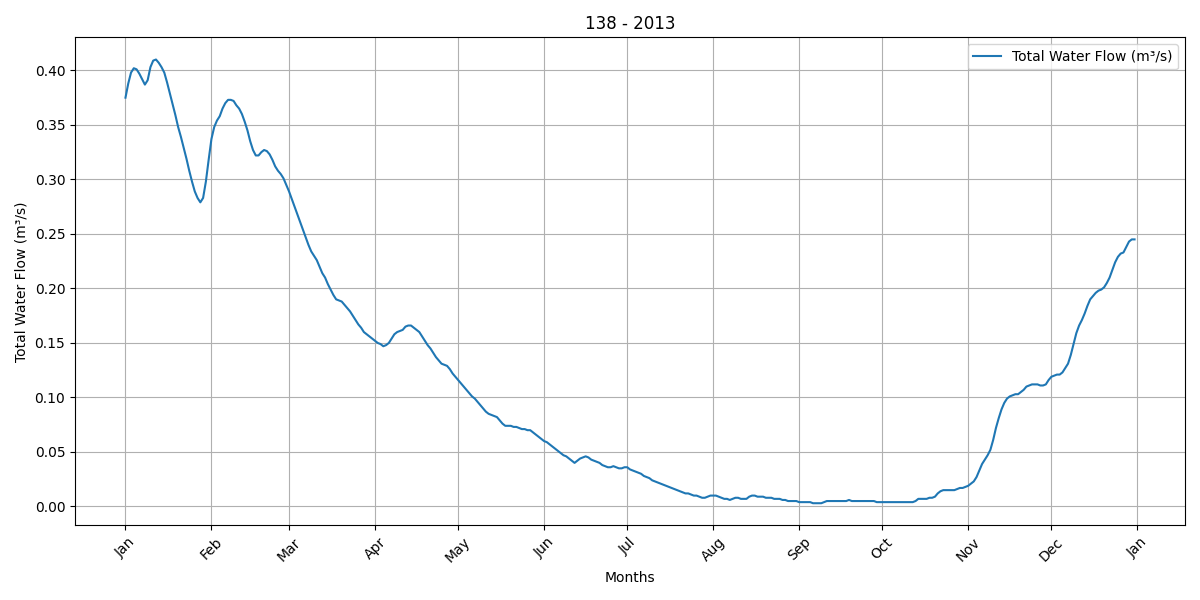 138 - 2013
Total Water Flow (m³/s)
Total Water Flow (m³/s)
0.40
0.35
0.30
0.25
0.20
0.15
0.10
0.05
0.00
Jan Feb Mar Apr May Jun Jul Aug Sep Oct Nov Dec Jan
Months